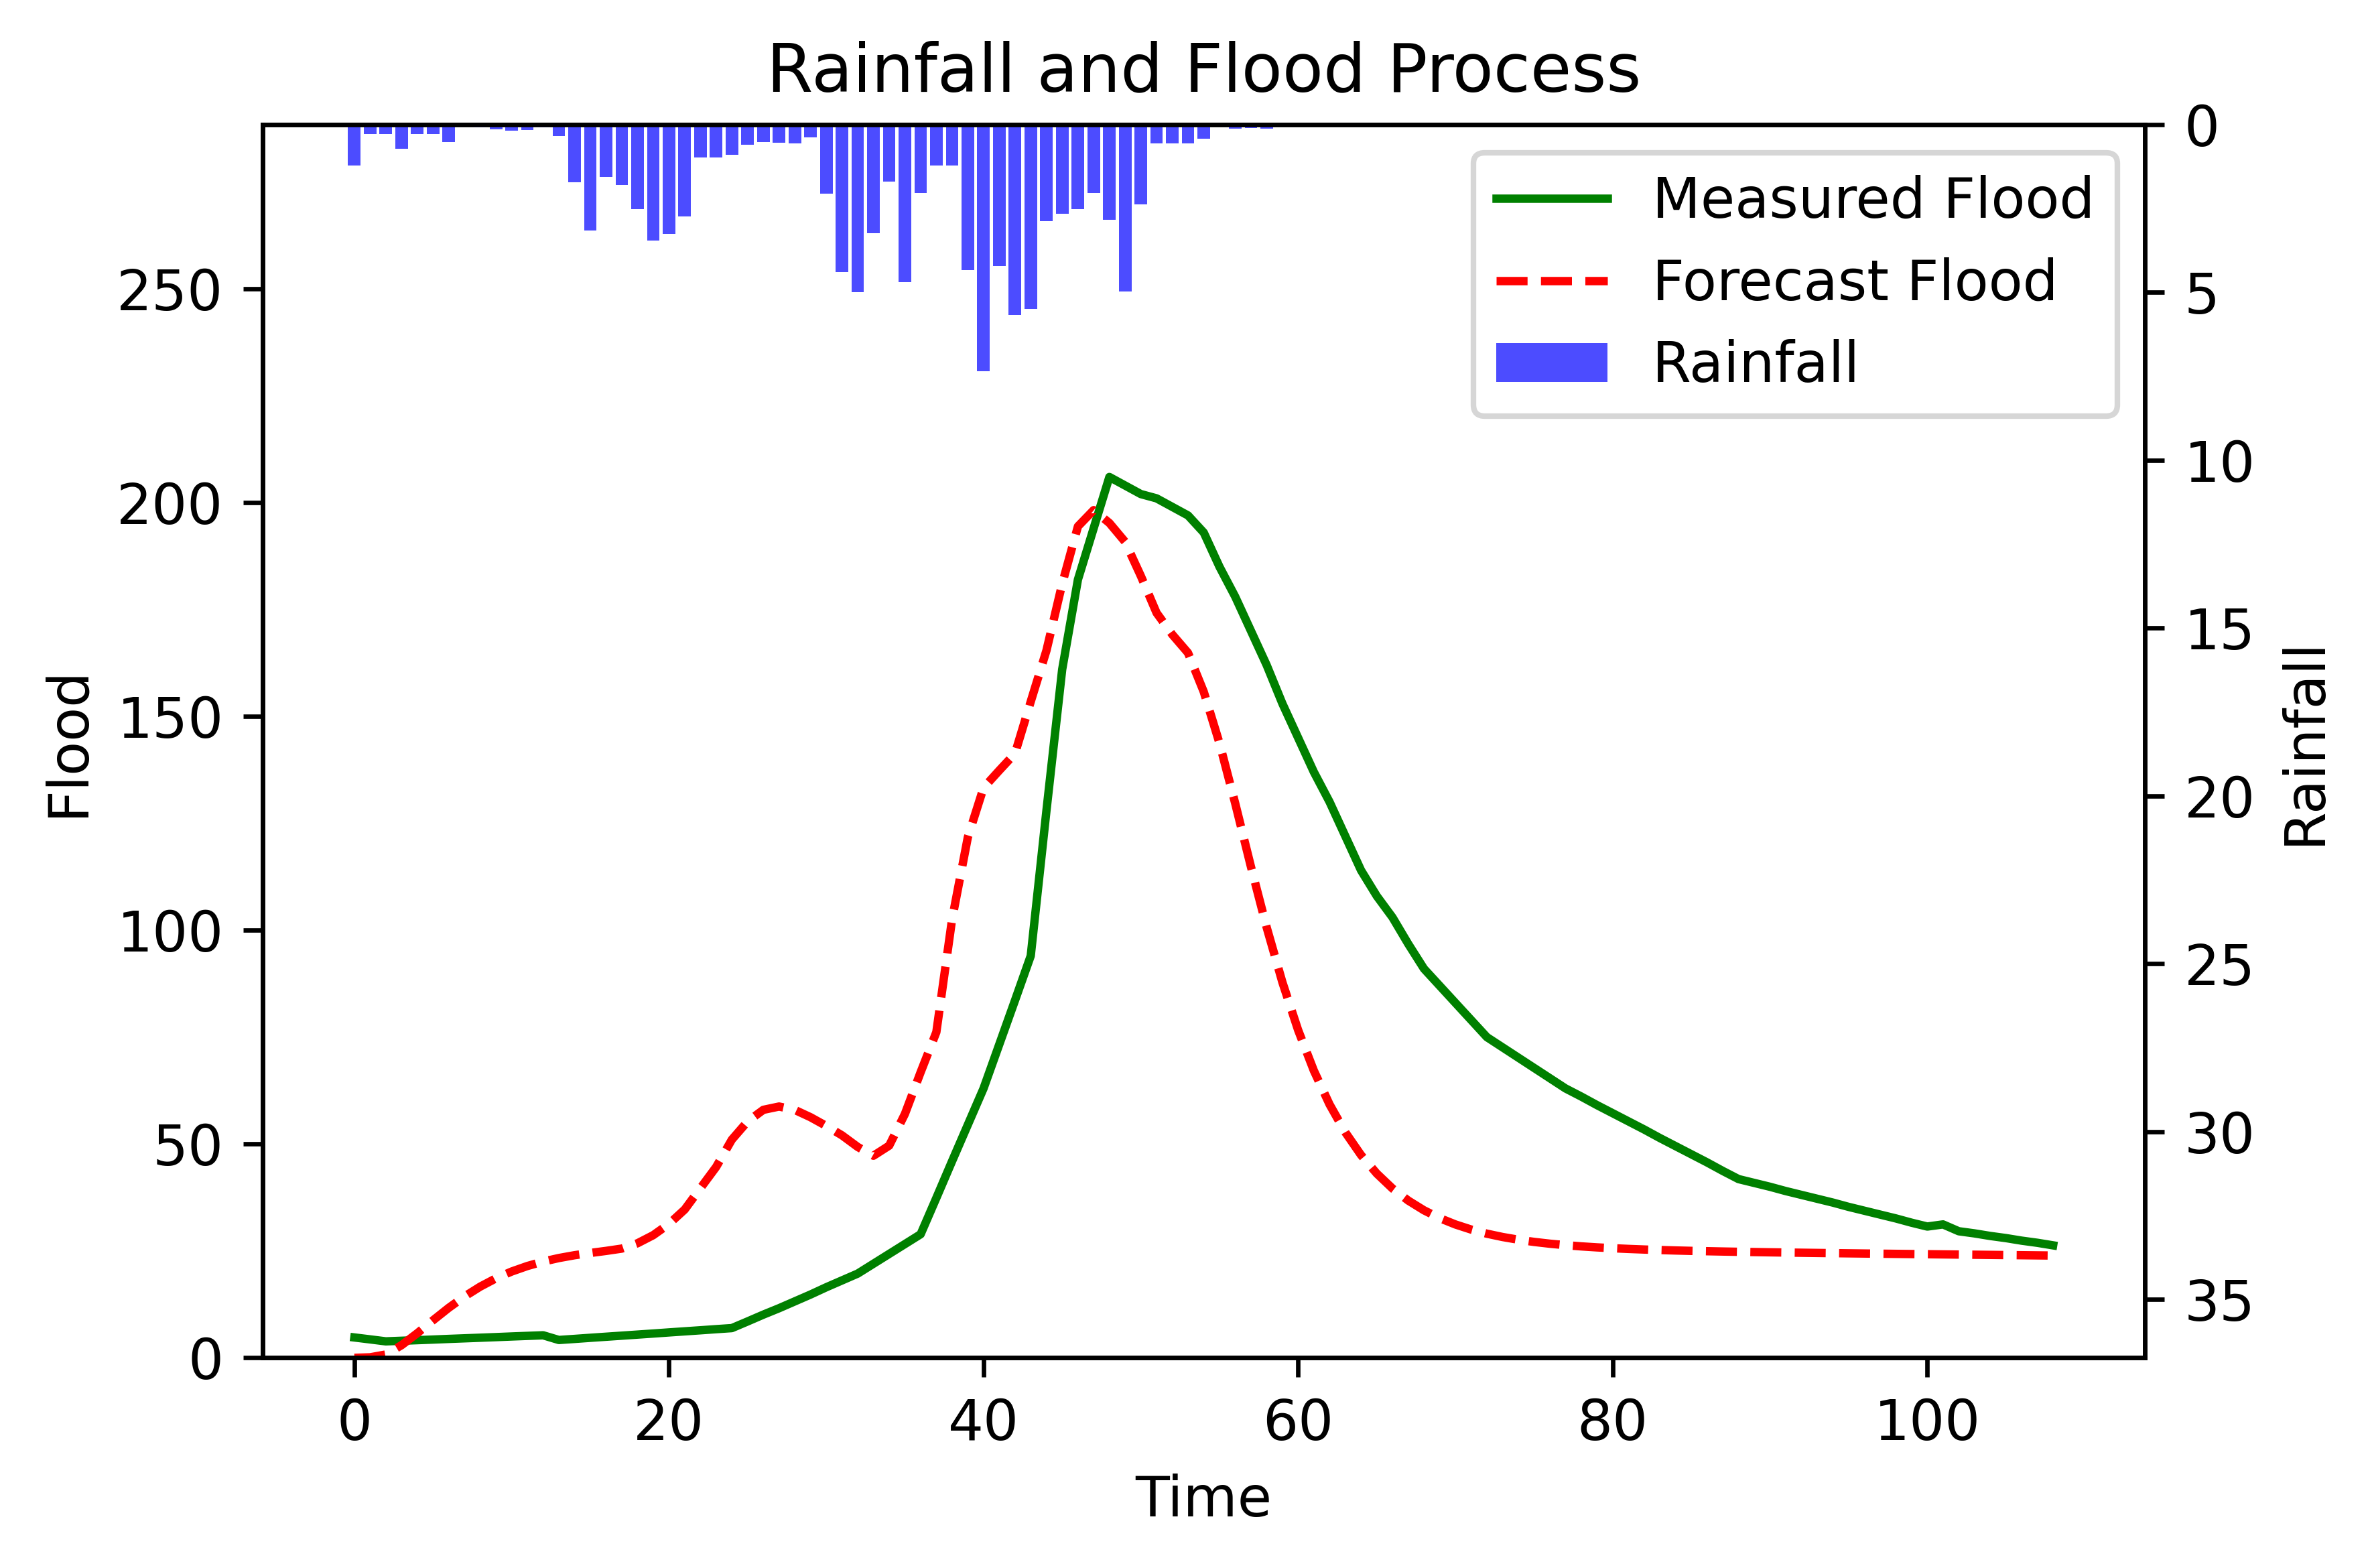 Rainfall and Flood Process
Measured Flood
Forecast Flood
Rainfall
Flood
250
200
150
100
50
0
0
5
10
15
20
25
30
35
Rainfall
0 20 40 60 80 100
Time